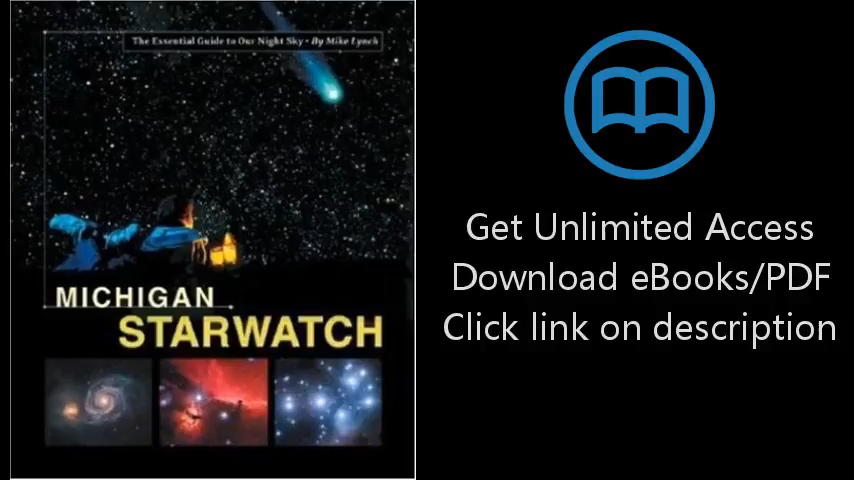 The Essential Guide to Our Night Sky • By Mike Lynch
MICHIGAN
STARWATCH
Get Unlimited Access
Download eBooks/PDF
Click link on description